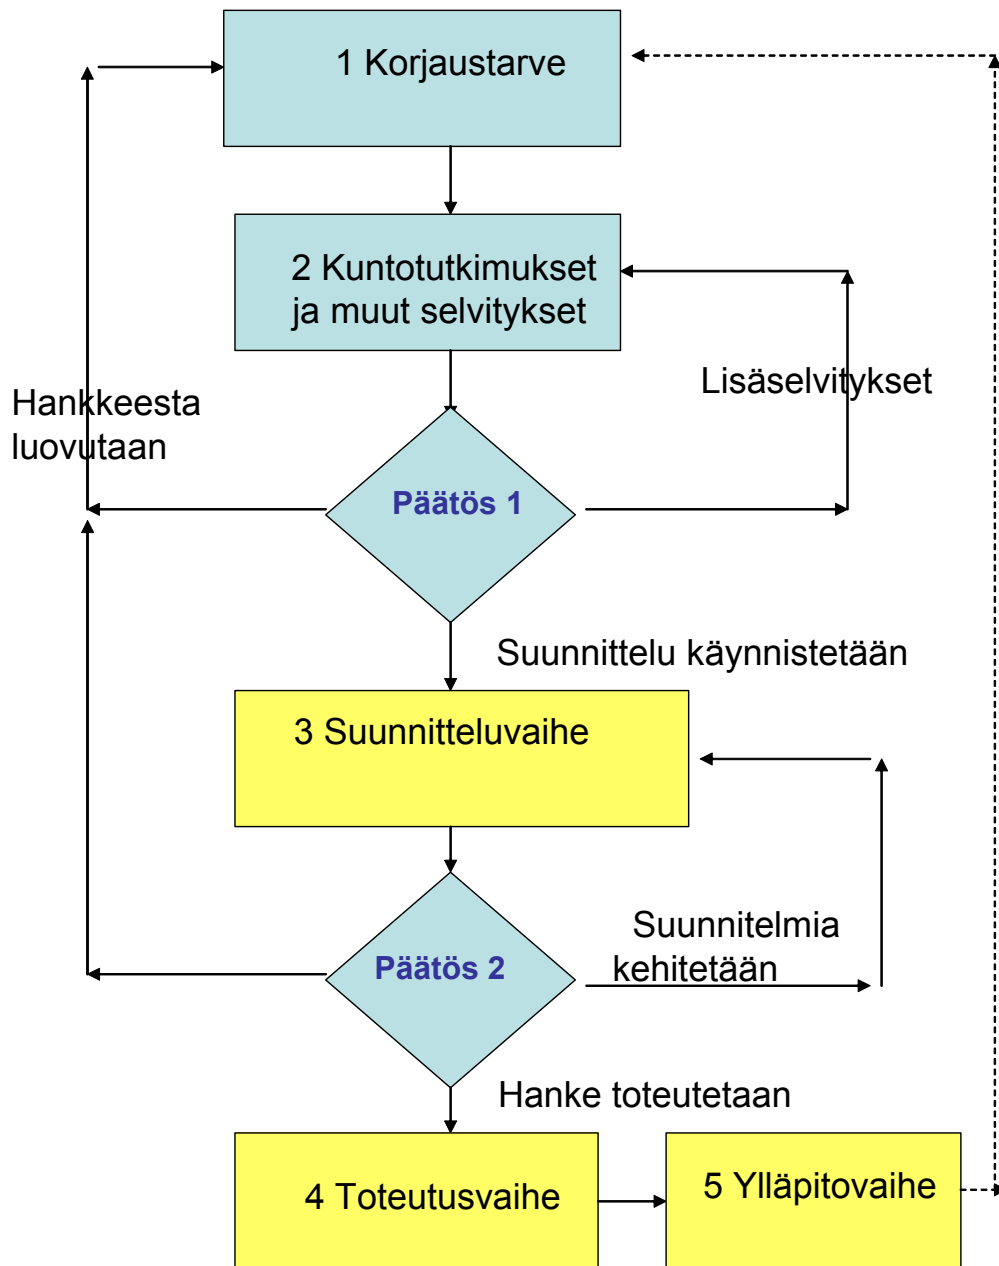 1 Korjaustarve
2 Kuntotutkimukset
ja muut selvitykset
Lisäselvitykset
Hankkeesta
luovutaan
Päätös 1
Suunnittelu käynnistetään
3 Suunnitteluvaihe
Suunnitelmia
kehitetään
Päätös 2
Hanke toteutetaan
4 Toteutusvaihe
5 Ylläpitovaihe